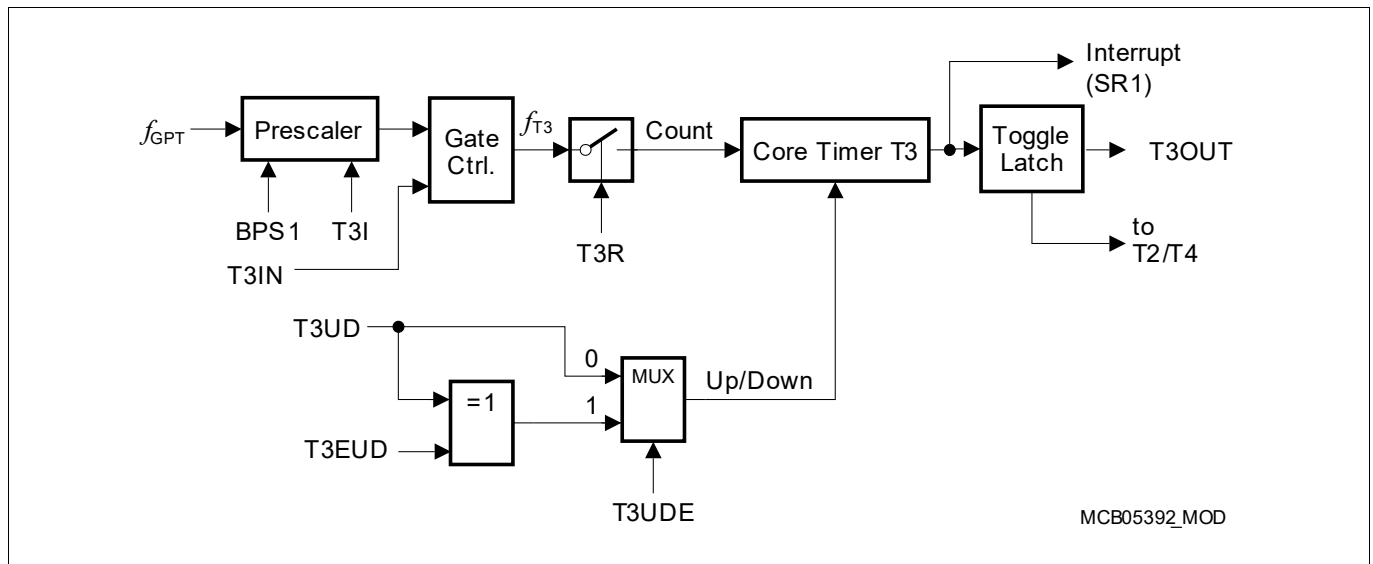 Interrupt
(SR1)
fGPT
Prescaler
Gate
Ctrl.
fT3
Count
Core Timer T3
Toggle
Latch
T3OUT
BPS1
T3I
T3R
to
T2/T4
T3IN
T3UD
0
MUX
Up/Down
=1
1
T3EUD
T3UDE
MCB05392_MOD